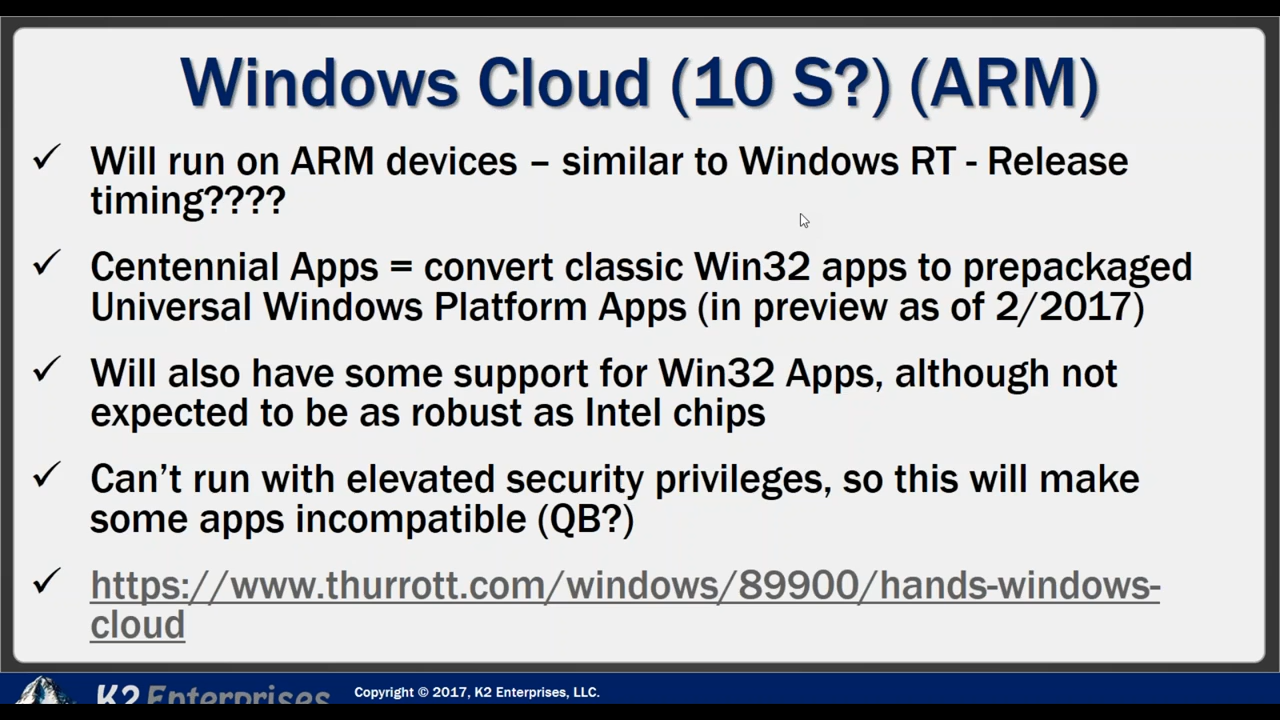 Windows Cloud (10 S?) (ARM)
✓ Will run on ARM devices – similar to Windows RT - Release
timing????
✓ Centennial Apps = convert classic Win32 apps to prepackaged
Universal Windows Platform Apps (in preview as of 2/2017)
✓ Will also have some support for Win32 Apps, although not
expected to be as robust as Intel chips
✓ Can't run with elevated security privileges, so this will make
some apps incompatible (QB?)
✓ https://www.thurrott.com/windows/89900/hands-windows-
cloud
K2 Enterprises
Copyright © 2017, K2 Enterprises, LLC.